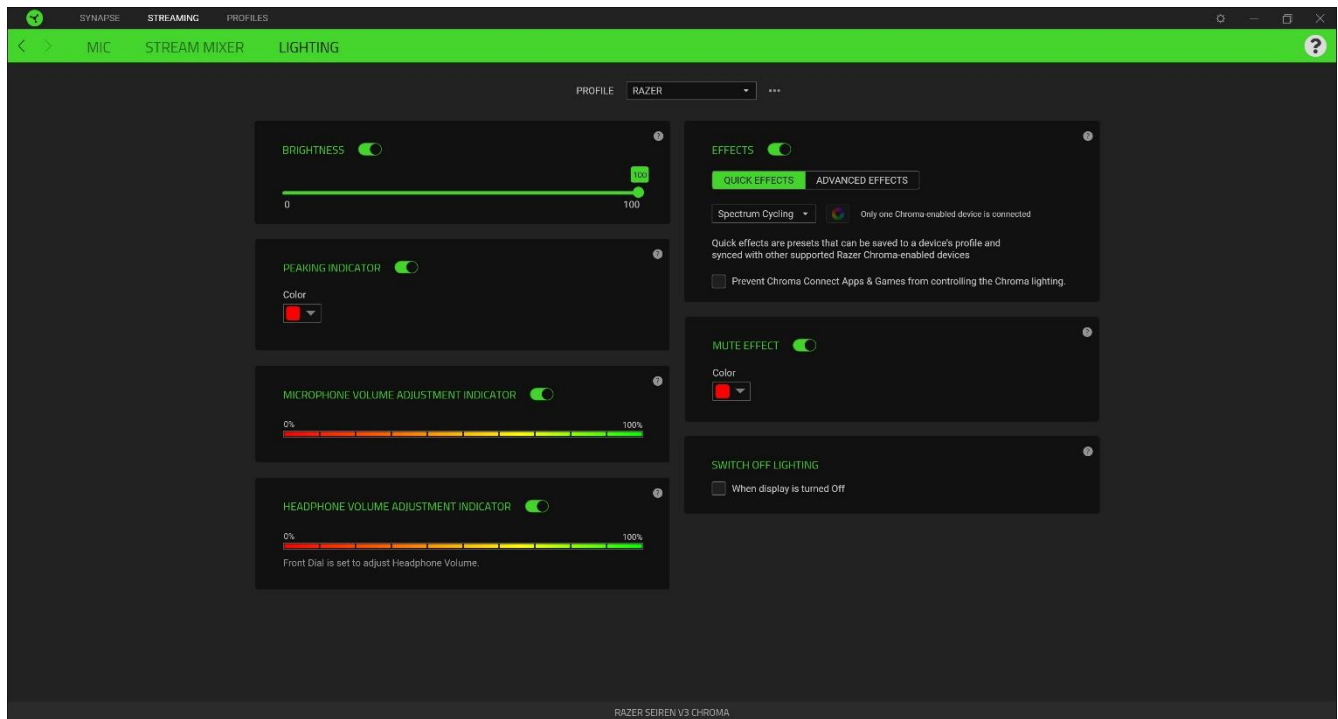 SYNAPSE STREAMING PROFILES
MIC STREAM MIXER LIGHTING ?
PROFILE RAZER
BRIGHTNESS ?
100
0 100
PEAKING INDICATOR ?
Color
MICROPHONE VOLUME ADJUSTMENT INDICATOR ?
0% 100%
HEADPHONE VOLUME ADJUSTMENT INDICATOR ?
0% 100%
Front Dial is set to adjust Headphone Volume.
EFFECTS ?
QUICK EFFECTS ADVANCED EFFECTS
Spectrum Cycling Only one Chroma-enabled device is connected
Quick effects are presets that can be saved to a device's profile and
synced with other supported Razer Chroma-enabled devices
Prevent Chroma Connect Apps & Games from controlling the Chroma lighting.
MUTE EFFECT ?
Color
SWITCH OFF LIGHTING ?
When display is turned Off
RAZER SEIREN V3 CHROMA